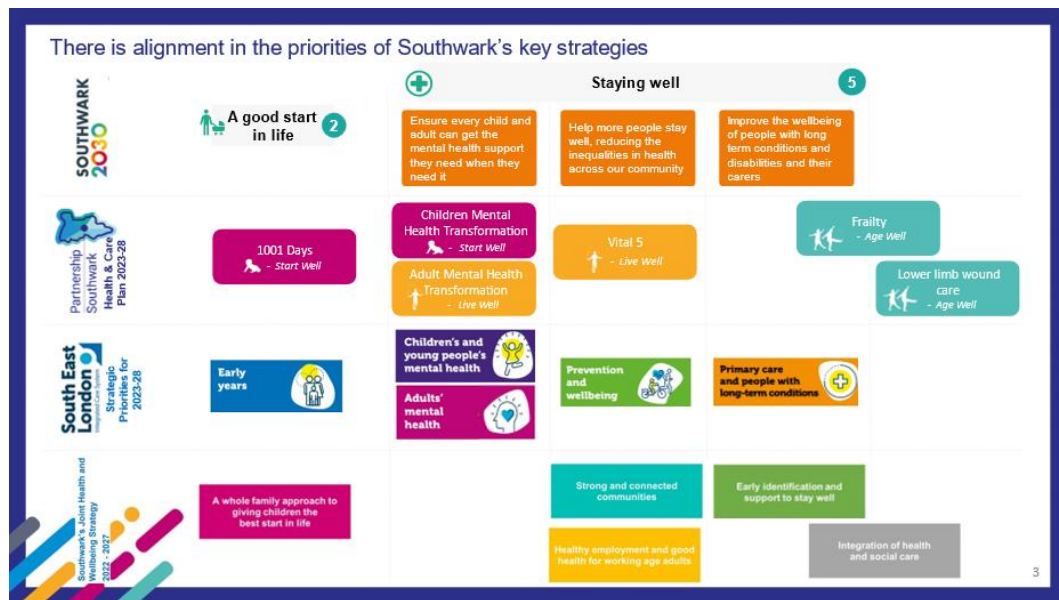 There is alignment in the priorities of Southwark's key strategies
SOUTHWARK
2030
A good start
in life
2
Staying well
5
Ensure every child and
adult can get the
mental health support
they need when they
need it
Help more people stay
well, reducing the
inequalities in health
across our community
Improve the wellbeing
of people with long
term conditions and
disabilities and their
carers
Partnership
Southwark
Health & Care
Plan 2023-28
1001 Days
- Start Well
Children Mental
Health Transformation
- Start Well
Adult Mental Health
Transformation
- Live Well
Vital 5
- Live Well
Frailty
- Age Well
Lower limb wound
care
- Age Well
South East
London
Integrated Care System
Strategic
Priorities for
2023-28
Early
years
Children's and
young people's
mental health
Adults'
mental
health
Prevention
and
wellbeing
Primary care
and people with
long-term conditions
Southwark's Joint Health and
Wellbeing Strategy
2022 - 2027
A whole family approach to
giving children the
best start in life
Strong and connected
communities
Healthy employment and good
health for working age adults
Early identification and
support to stay well
Integration of health
and social care
3